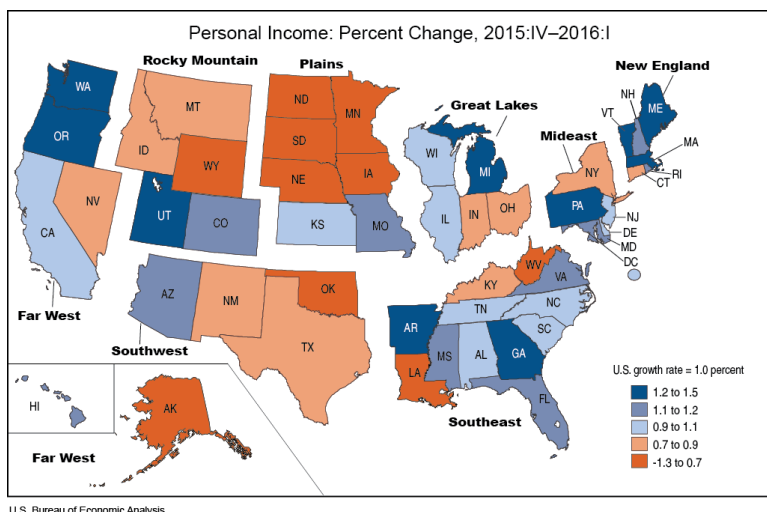 Personal Income: Percent Change, 2015:IV–2016:I
Rocky Mountain
Plains
New England
Great Lakes
Mideast
WA
OR
CA
NV
Far West
MT
ID
WY
UT
CO
ND
MN
SD
NE
IA
KS
MO
WI
MI
IL
IN
OH
NH
VT
ME
MA
RI
CT
NY
PA
NJ
DE
MD
DC
AZ
NM
OK
TX
Southwest
WV
VA
KY
NC
TN
SC
AR
MS
AL
GA
LA
FL
Southeast
HI
AK
Far West
U.S. growth rate = 1.0 percent
1.2 to 1.5
1.1 to 1.2
0.9 to 1.1
0.7 to 0.9
-1.3 to 0.7
U.S. Bureau of Economic Analysis